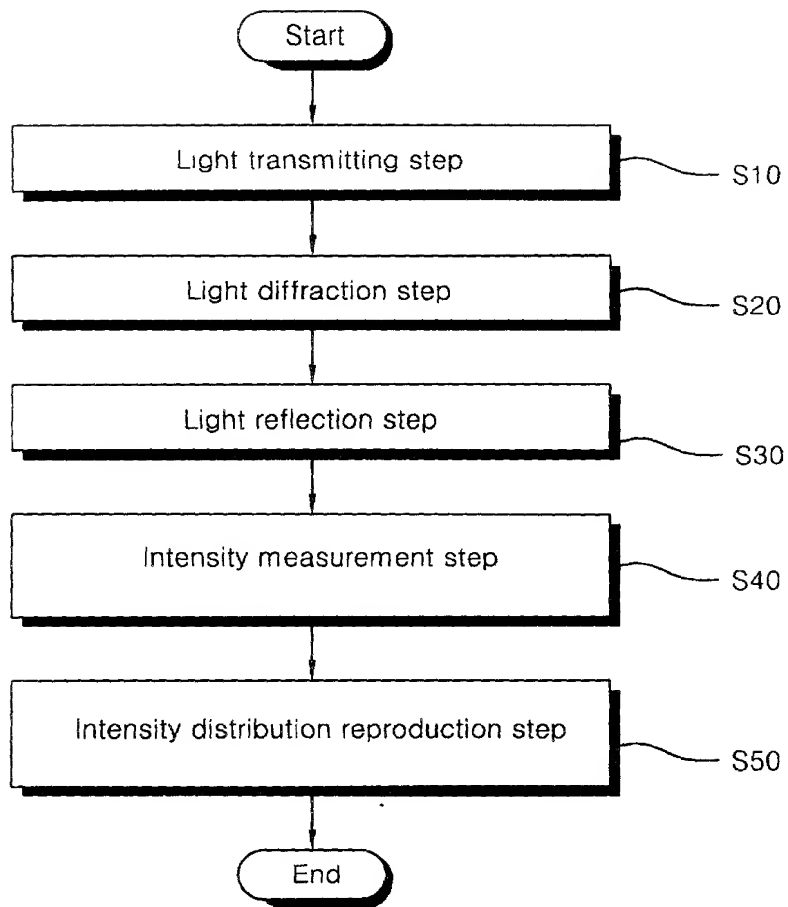 Start
Light transmitting step
S10
Light diffraction step
S20
Light reflection step
S30
Intensity measurement step
S40
Intensity distribution reproduction step
S50
End